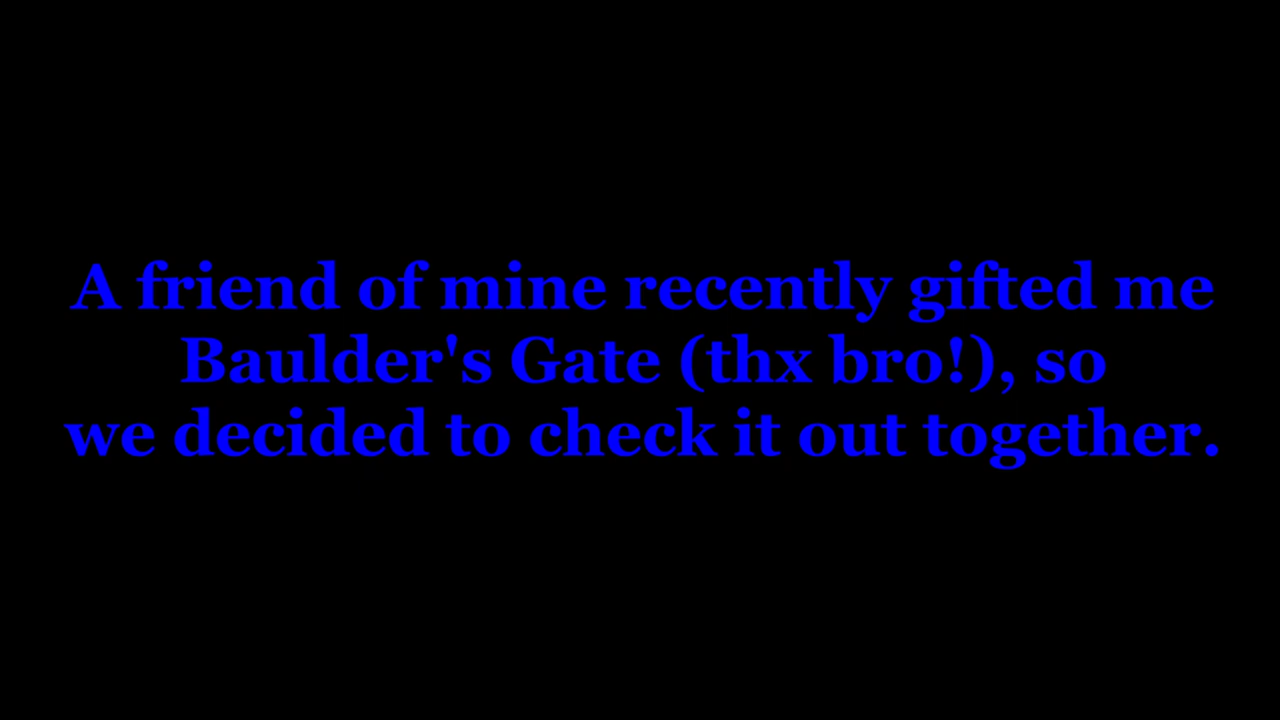 A friend of mine recently gifted me
Baulder's Gate (thx bro!), so
we decided to check it out together.